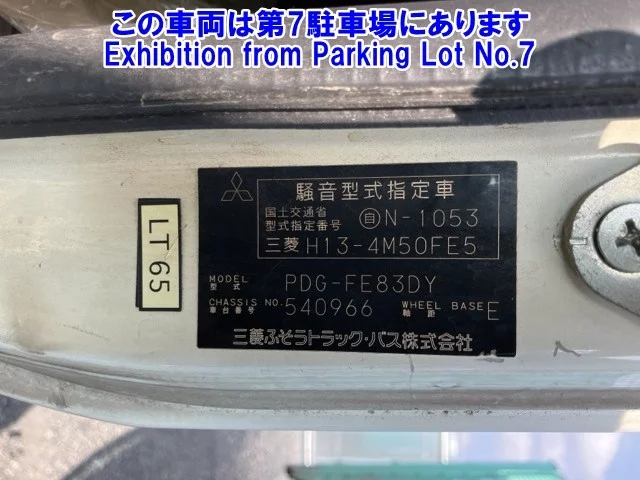 この車両は第7駐車場にあります
Exhibition from Parking Lot No.7
騒音型式指定車
国土交通省
型式指定番号 自N-1053
三菱 H13-4M50FE5
MODEL
型式 PDG-FE83DY
CHASSIS NO.
車台番号 540966 WHEEL BASE
軸距 E
三菱ふそうトラック・バス株式会社
LT65